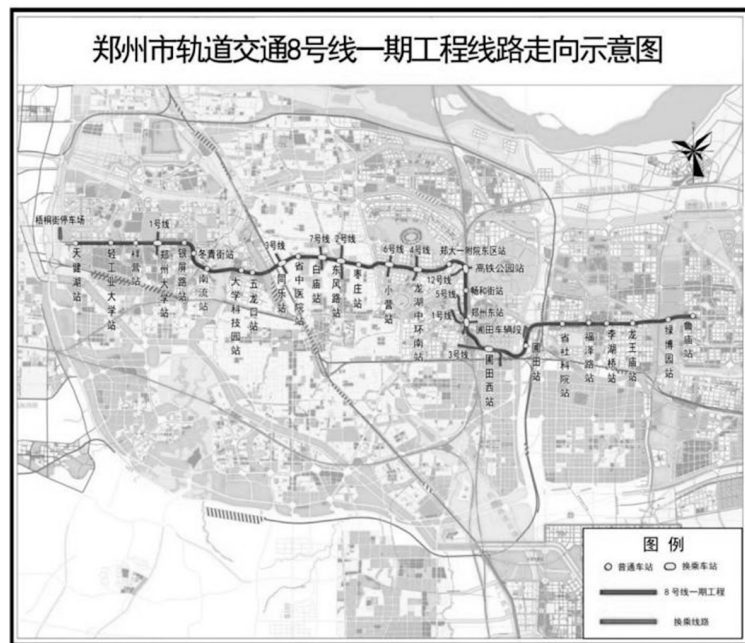 郑州市轨道交通8号线一期工程线路走向示意图
梧桐街停车场
天健湖站
轻工业大学站
祥营站
1号线
郑州大学站
银屏路站
冬青街站
南流站
大学科技园站
五龙口站
3号线
同乐站
省中医院站
7号线
白庙站
2号线
东风路站
枣庄站
6号线
小营站
4号线
龙湖中环南站
郑大一附院东区站
12号线
高铁公园站
畅和街站
5号线
郑州东站
1号线
圃田车辆段
3号线
圃田西站
圃田站
省社科院站
福泽路站
李湖桥站
龙王庙站
绿博园站
鲁庙站
图 例
普通车站
换乘车站
8 号线一期工程
换乘线路